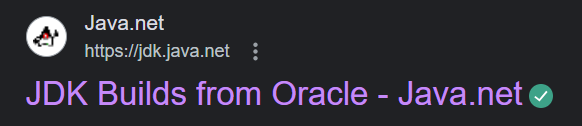 Java.net
https://jdk.java.net
JDK Builds from Oracle - Java.net